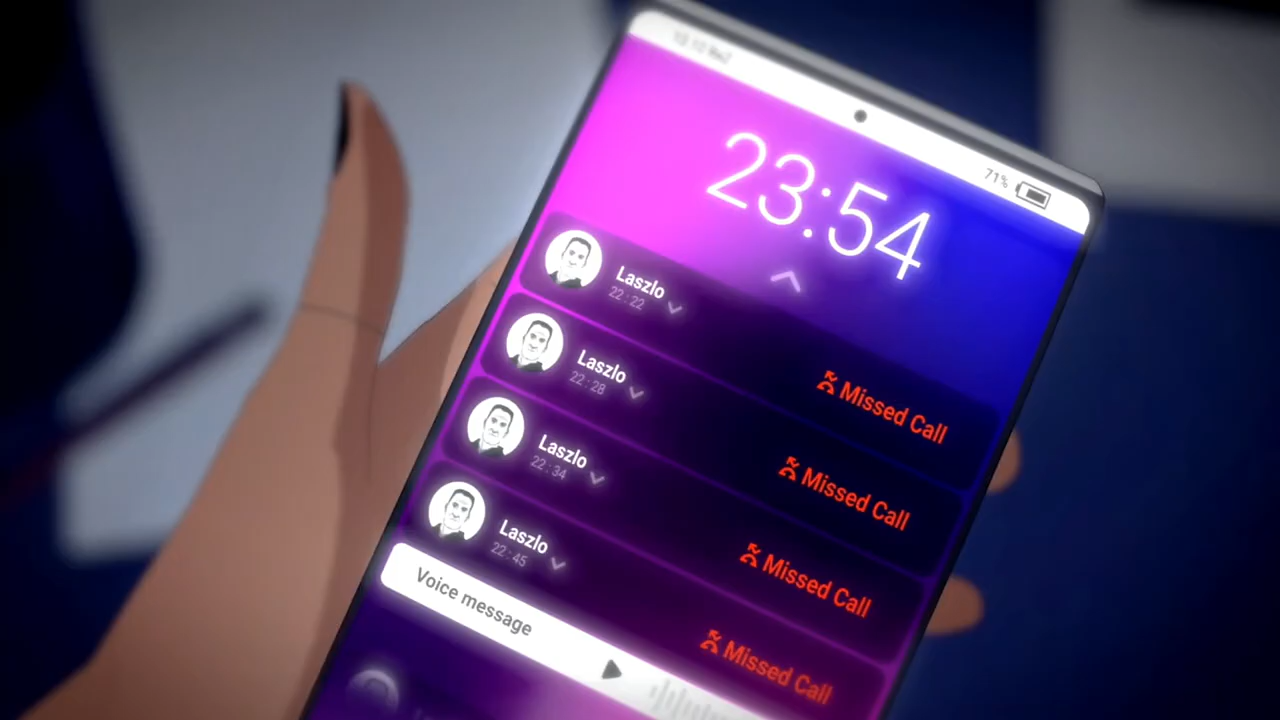 71%
23:54
Laszlo
22:22
Missed Call
Laszlo
22:28
Missed Call
Laszlo
22:34
Missed Call
Laszlo
22:45
Missed Call
Voice message